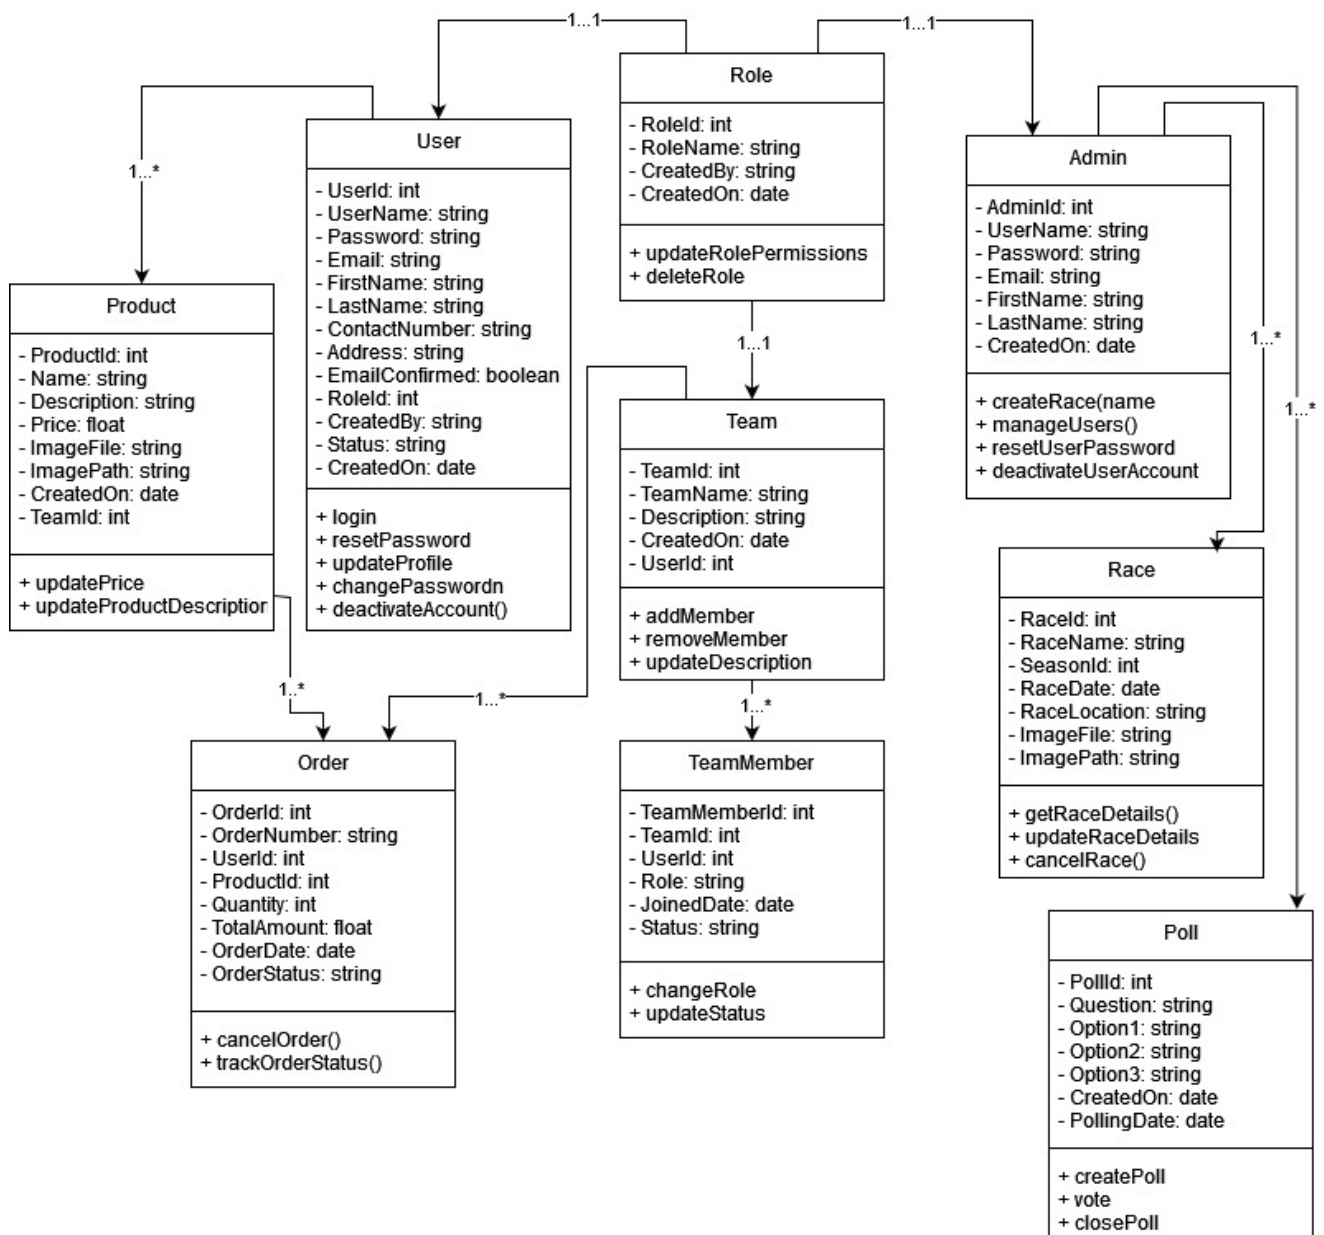 1...1
1...1
Role
- RoleId: int
- RoleName: string
- CreatedBy: string
- CreatedOn: date
+ updateRolePermissions
+ deleteRole
User
- UserId: int
- UserName: string
- Password: string
- Email: string
- FirstName: string
- LastName: string
- ContactNumber: string
- Address: string
- EmailConfirmed: boolean
- RoleId: int
- CreatedBy: string
- Status: string
- CreatedOn: date
+ login
+ resetPassword
+ updateProfile
+ changePasswordn
+ deactivateAccount()
Admin
- AdminId: int
- UserName: string
- Password: string
- Email: string
- FirstName: string
- LastName: string
- CreatedOn: date
+ createRace(name
+ manageUsers()
+ resetUserPassword
+ deactivateUserAccount
1...*
1...*
1...*
1...1
Product
- ProductId: int
- Name: string
- Description: string
- Price: float
- ImageFile: string
- ImagePath: string
- CreatedOn: date
- TeamId: int
+ updatePrice
+ updateProductDescription
Team
- TeamId: int
- TeamName: string
- Description: string
- CreatedOn: date
- UserId: int
+ addMember
+ removeMember
+ updateDescription
Race
- RaceId: int
- RaceName: string
- SeasonId: int
- RaceDate: date
- RaceLocation: string
- ImageFile: string
- ImagePath: string
+ getRaceDetails()
+ updateRaceDetails
+ cancelRace()
1..*
1...*
1...*
Order
- OrderId: int
- OrderNumber: string
- UserId: int
- ProductId: int
- Quantity: int
- TotalAmount: float
- OrderDate: date
- OrderStatus: string
+ cancelOrder()
+ trackOrderStatus()
TeamMember
- TeamMemberId: int
- TeamId: int
- UserId: int
- Role: string
- JoinedDate: date
- Status: string
+ changeRole
+ updateStatus
Poll
- PollId: int
- Question: string
- Option1: string
- Option2: string
- Option3: string
- CreatedOn: date
- PollingDate: date
+ createPoll
+ vote
+ closePoll